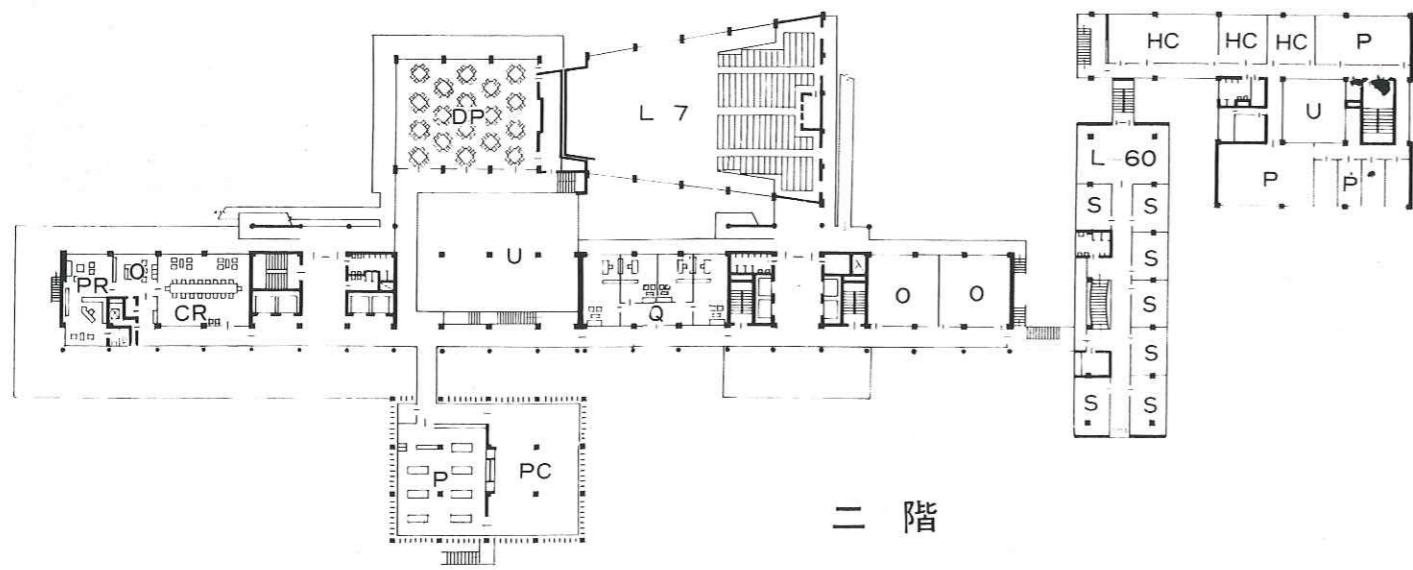 HC HC HC P
DP
L 7
U
L-60
P P
S S
PR O CR
U
S
Q
O O
S
S
S S
P PC
二階